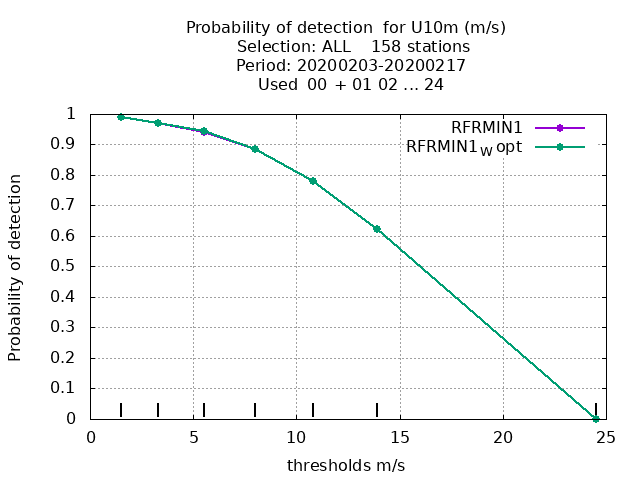 Probability of detection  for U10m (m/s)
Selection: ALL    158 stations
Period: 20200203-20200217
Used  00  + 01 02 ... 24
RFRMIN1
RFRMIN1W opt
Probability of detection
1
0.9
0.8
0.7
0.6
0.5
0.4
0.3
0.2
0.1
0
0 5 10 15 20 25
thresholds m/s